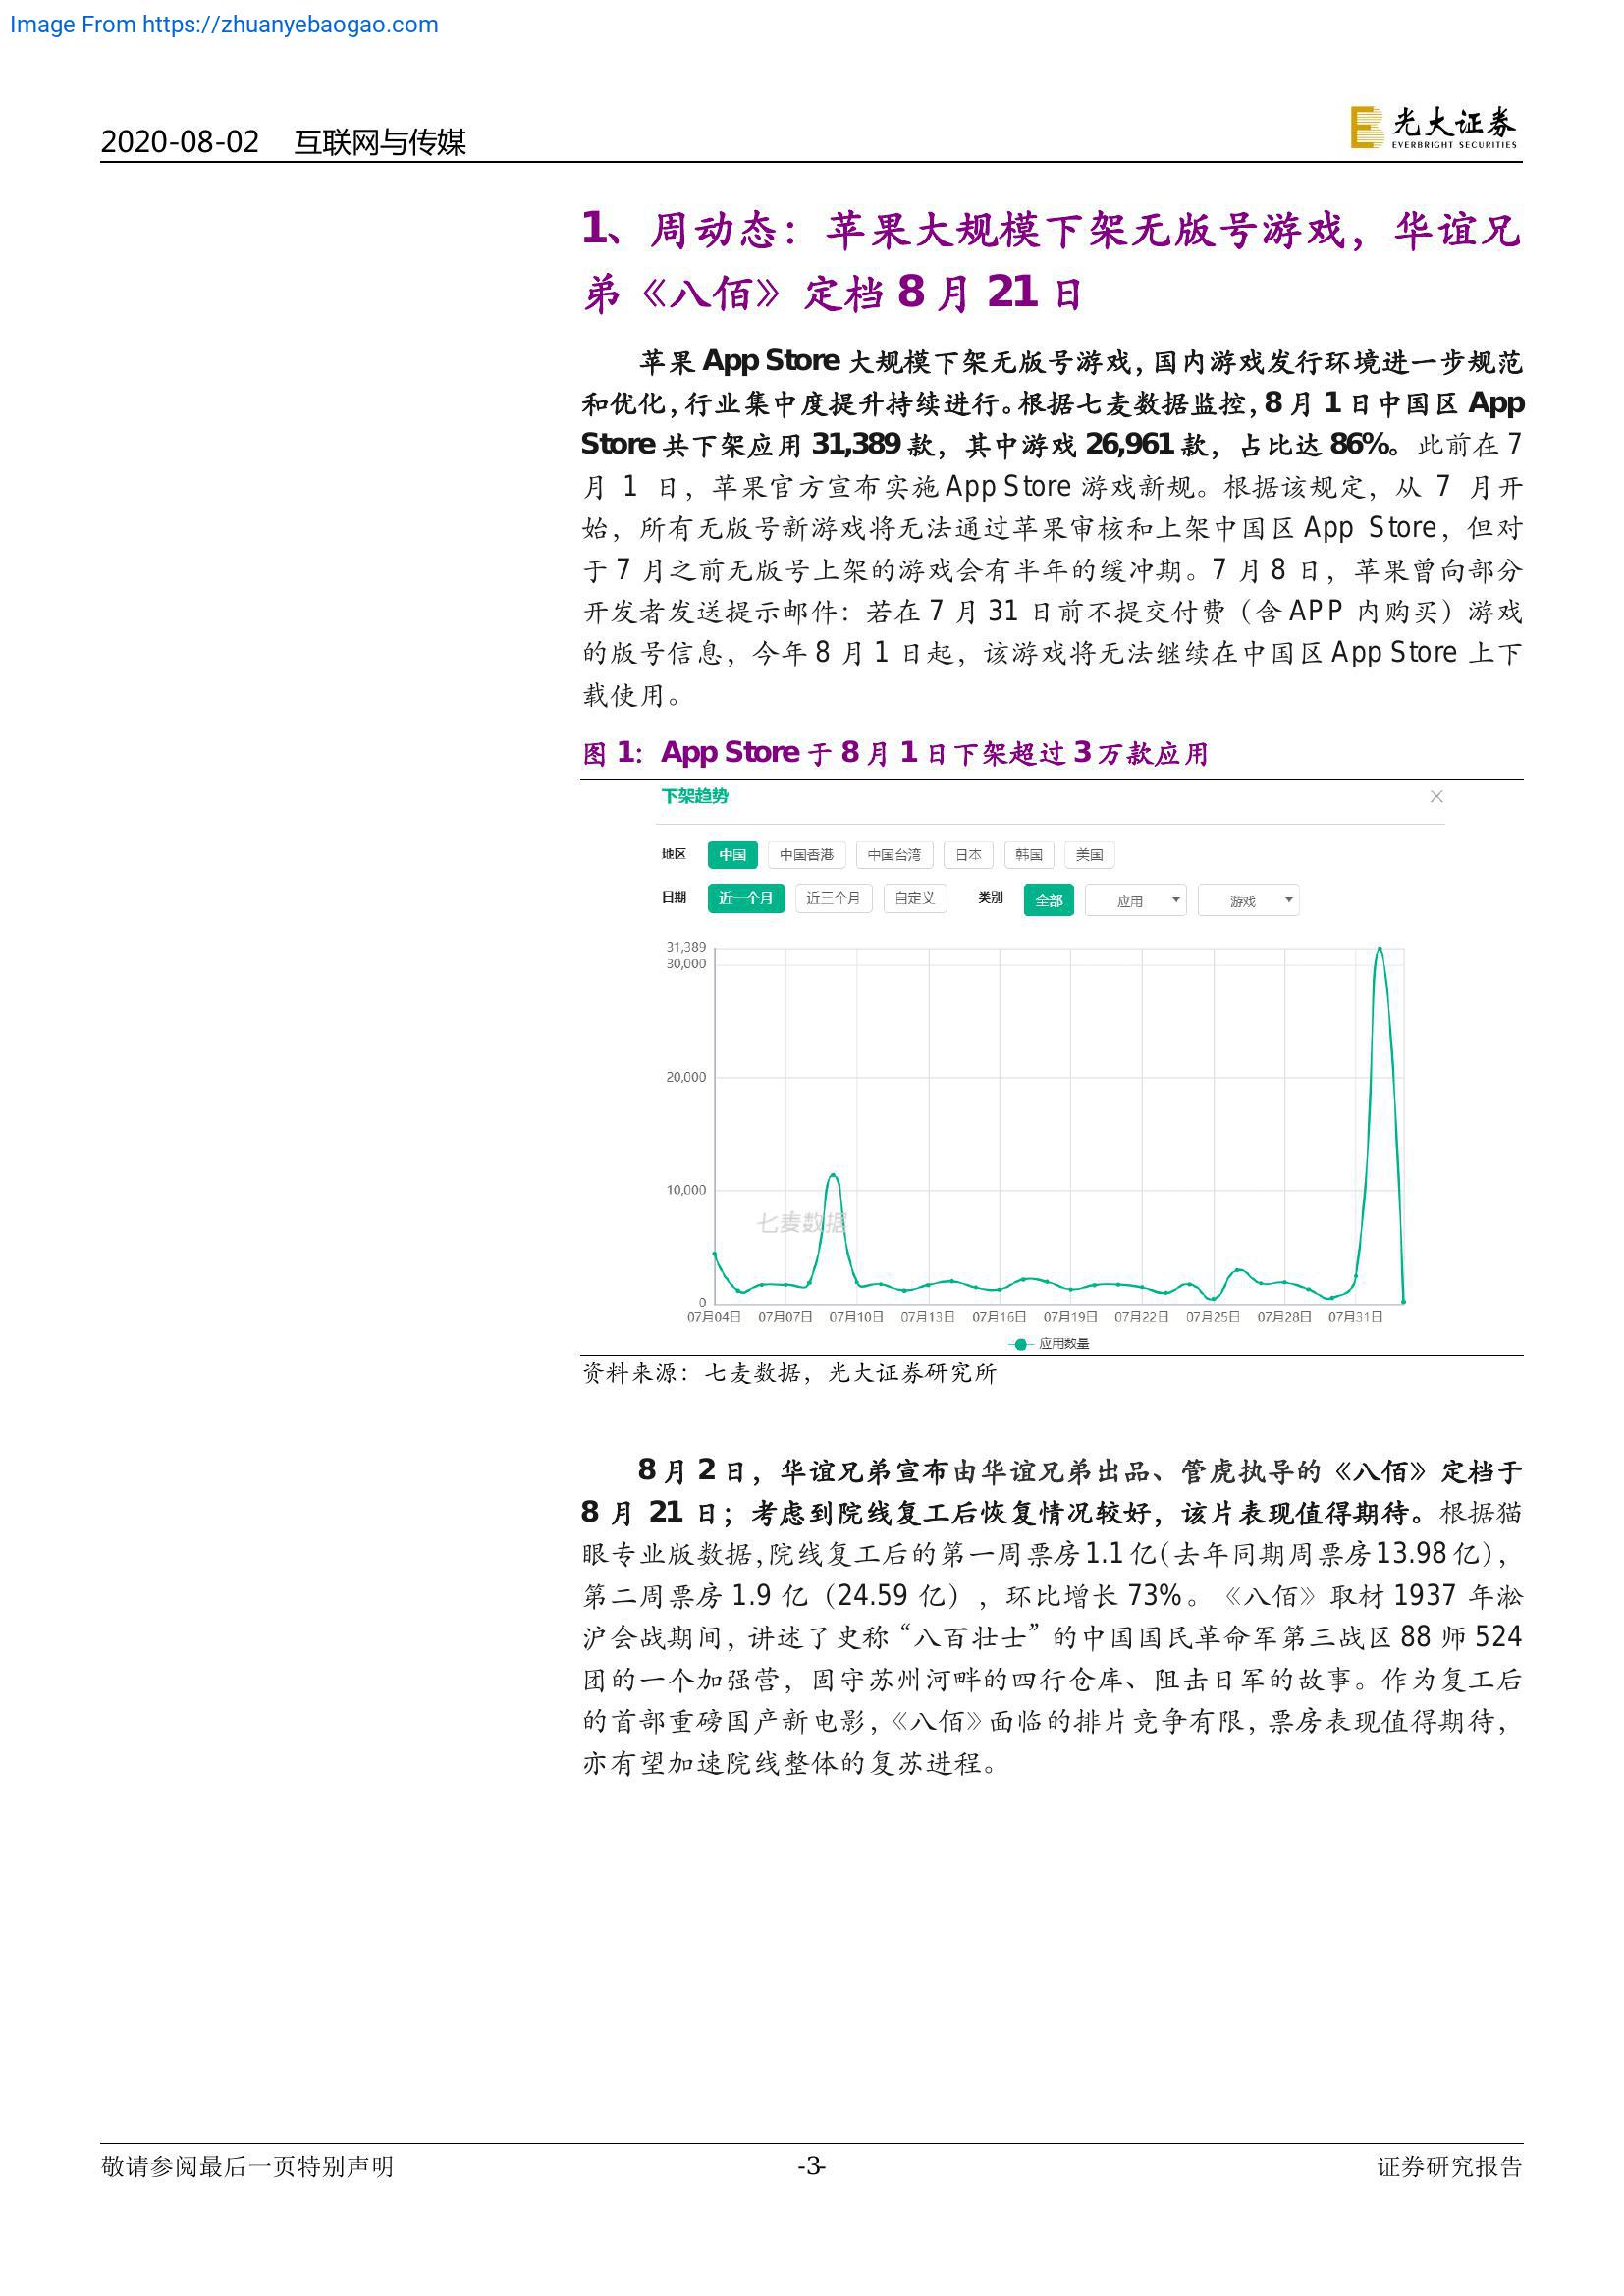 Image From https://zhuanyebaogao.com
2020-08-02 互联网与传媒
光大证券
EVERBRIGHT SECURITIES
1、周动态：苹果大规模下架无版号游戏，华谊兄
弟《八佰》定档 8 月 21 日
苹果 App Store 大规模下架无版号游戏，国内游戏发行环境进一步规范
和优化，行业集中度提升持续进行。根据七麦数据监控，8 月 1 日中国区 App
Store 共下架应用 31,389 款，其中游戏 26,961 款，占比达 86%。此前在 7
月 1 日，苹果官方宣布实施 App Store 游戏新规。根据该规定，从 7 月开
始，所有无版号新游戏将无法通过苹果审核和上架中国区 App Store，但对
于 7 月之前无版号上架的游戏会有半年的缓冲期。7 月 8 日，苹果曾向部分
开发者发送提示邮件：若在 7 月 31 日前不提交付费（含 APP 内购买）游戏
的版号信息，今年 8 月 1 日起，该游戏将无法继续在中国区 App Store 上下
载使用。
图 1：App Store 于 8 月 1 日下架超过 3 万款应用
下架趋势 ×
地区 中国 中国香港 中国台湾 日本 韩国 美国
日期 近一个月 近三个月 自定义 类别 全部 应用 游戏
31,389
30,000
20,000
10,000
七麦数据
0
07月04日 07月07日 07月10日 07月13日 07月16日 07月19日 07月22日 07月25日 07月28日 07月31日
应用数量
资料来源：七麦数据，光大证券研究所
8 月 2 日，华谊兄弟宣布由华谊兄弟出品、管虎执导的《八佰》定档于
8 月 21 日；考虑到院线复工后恢复情况较好，该片表现值得期待。根据猫
眼专业版数据，院线复工后的第一周票房 1.1 亿（去年同期周票房 13.98 亿），
第二周票房 1.9 亿（24.59 亿），环比增长 73%。《八佰》取材 1937 年淞
沪会战期间，讲述了史称“八百壮士”的中国国民革命军第三战区 88 师 524
团的一个加强营，固守苏州河畔的四行仓库、阻击日军的故事。作为复工后
的首部重磅国产新电影，《八佰》面临的排片竞争有限，票房表现值得期待，
亦有望加速院线整体的复苏进程。
敬请参阅最后一页特别声明 -3- 证券研究报告